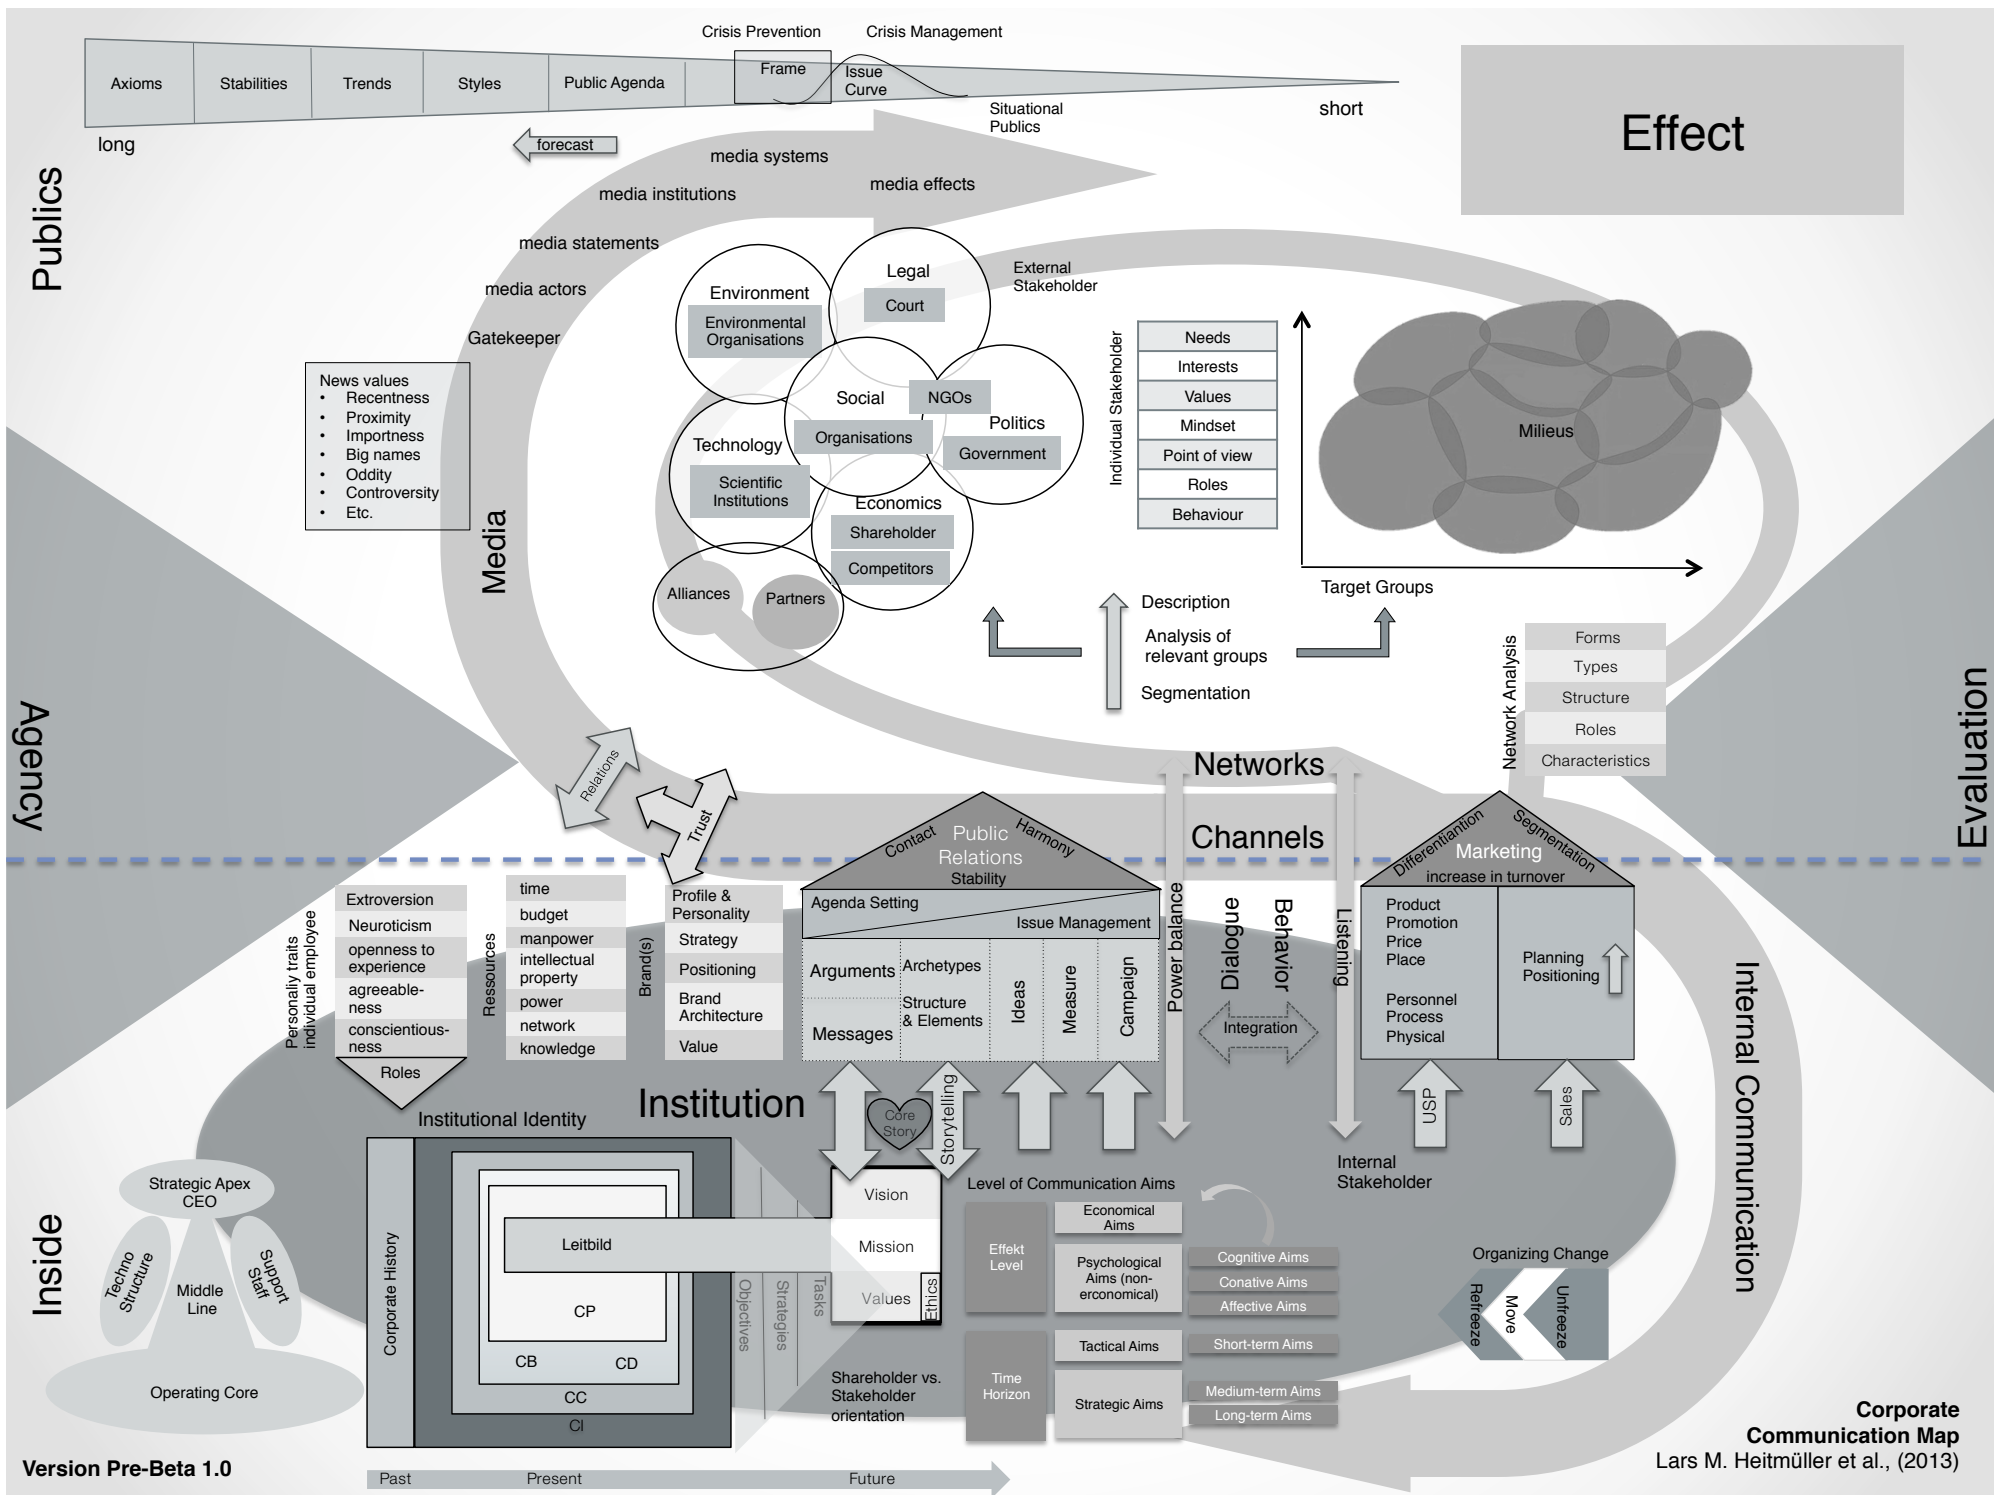 Crisis Prevention
Crisis Management
Axioms
Stabilities
Trends
Styles
Public Agenda
Frame
Issue
Curve
Situational
Publics
long
short
forecast
Effect
Publics
media systems
media effects
media institutions
media statements
media actors
Gatekeeper
News values
• Recentness
• Proximity
• Importness
• Big names
• Oddity
• Controversity
• Etc.
Media
Environment
Environmental
Organisations
Legal
Court
External
Stakeholder
Social
NGOs
Organisations
Politics
Government
Technology
Scientific
Institutions
Economics
Shareholder
Competitors
Alliances
Partners
Individual Stakeholder
Needs
Interests
Values
Mindset
Point of view
Roles
Behaviour
Milieus
Target Groups
Description
Analysis of
relevant groups
Segmentation
Network Analysis
Forms
Types
Structure
Roles
Characteristics
Agency
Evaluation
Relations
Trust
Networks
Channels
Contact
Harmony
Public
Relations
Stability
Agenda Setting
Issue Management
Arguments
Messages
Archetypes
Structure
& Elements
Ideas
Measure
Campaign
Power balance
Dialogue
Behavior
Listening
Integration
Differentiantion
Segmentation
Marketing
increase in turnover
Product
Promotion
Price
Place
Personnel
Process
Physical
Planning
Positioning
USP
Sales
Internal Communication
Personaliy traits
individual employee
Extroversion
Neuroticism
openness to
experience
agreeable-
ness
conscientious-
ness
Roles
Ressources
time
budget
manpower
intellectual
property
power
network
knowledge
Brand(s)
Profile &
Personality
Strategy
Positioning
Brand
Architecture
Value
Institution
Core
Story
Storytelling
Inside
Strategic Apex
CEO
Techno
Structure
Support
Staff
Middle
Line
Operating Core
Institutional Identity
Corporate History
Leitbild
CP
CB
CD
CC
CI
Objectives
Strategies
Tasks
Vision
Mission
Values
Ethics
Shareholder vs.
Stakeholder
orientation
Level of Communication Aims
Effekt
Level
Economical
Aims
Psychological
Aims (non-
erconomical)
Cognitive Aims
Conative Aims
Affective Aims
Time
Horizon
Tactical Aims
Strategic Aims
Short-term Aims
Medium-term Aims
Long-term Aims
Internal
Stakeholder
Organizing Change
Refreeze
Move
Unfreeze
Past
Present
Future
Version Pre-Beta 1.0
Corporate
Communication Map
Lars M. Heitmüller et al., (2013)